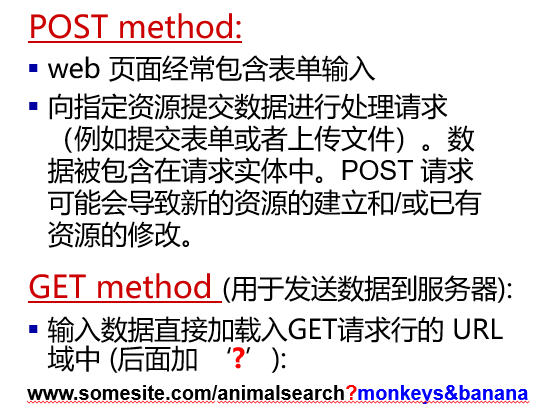 POST method:
▪ web 页面经常包含表单输入
▪ 向指定资源提交数据进行处理请求
（例如提交表单或者上传文件）。数
据被包含在请求实体中。POST 请求
可能会导致新的资源的建立和/或已有
资源的修改。
GET method (用于发送数据到服务器):
▪ 输入数据直接加载入GET请求行的 URL
域中 (后面加 ‘?’ ):
www.somesite.com/animalsearch?monkeys&banana